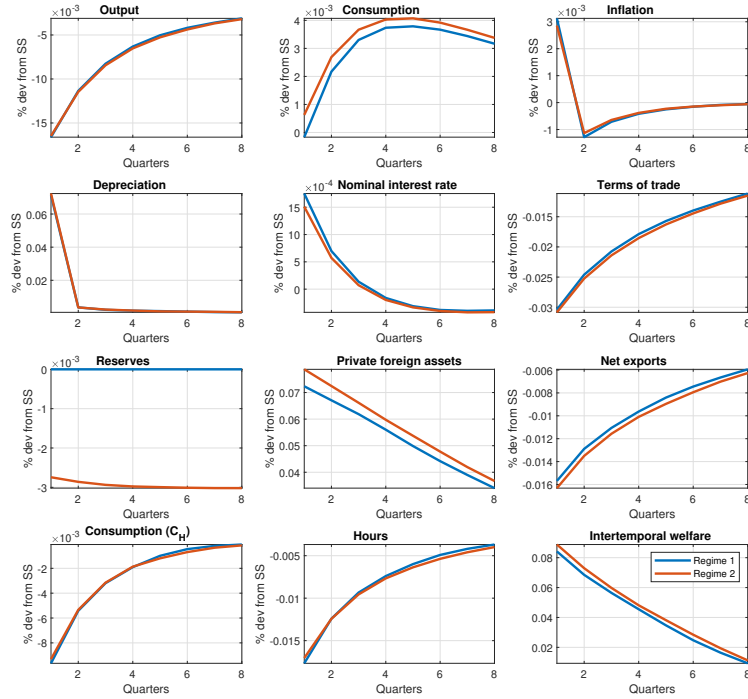 Output
Consumption
Inflation
×10⁻³
×10⁻³
×10⁻³
% dev from SS
-5
-10
-15
2
4
6
8
Quarters
% dev from SS
4
3
2
1
0
2
4
6
8
Quarters
% dev from SS
3
2
1
0
-1
2
4
6
8
Quarters
Depreciation
Nominal interest rate
Terms of trade
% dev from SS
0.06
0.04
0.02
2
4
6
8
Quarters
×10⁻⁴
% dev from SS
15
10
5
0
2
4
6
8
Quarters
% dev from SS
-0.015
-0.02
-0.025
-0.03
2
4
6
8
Quarters
Reserves
Private foreign assets
Net exports
×10⁻³
% dev from SS
0
-1
-2
-3
2
4
6
8
Quarters
% dev from SS
0.07
0.06
0.05
0.04
2
4
6
8
Quarters
% dev from SS
-0.006
-0.008
-0.01
-0.012
-0.014
-0.016
2
4
6
8
Quarters
Consumption (C_H)
Hours
Intertemporal welfare
×10⁻³
% dev from SS
-2
-4
-6
-8
2
4
6
8
Quarters
% dev from SS
-0.005
-0.01
-0.015
2
4
6
8
Quarters
% dev from SS
0.08
0.06
0.04
0.02
2
4
6
8
Quarters
Regime 1
Regime 2